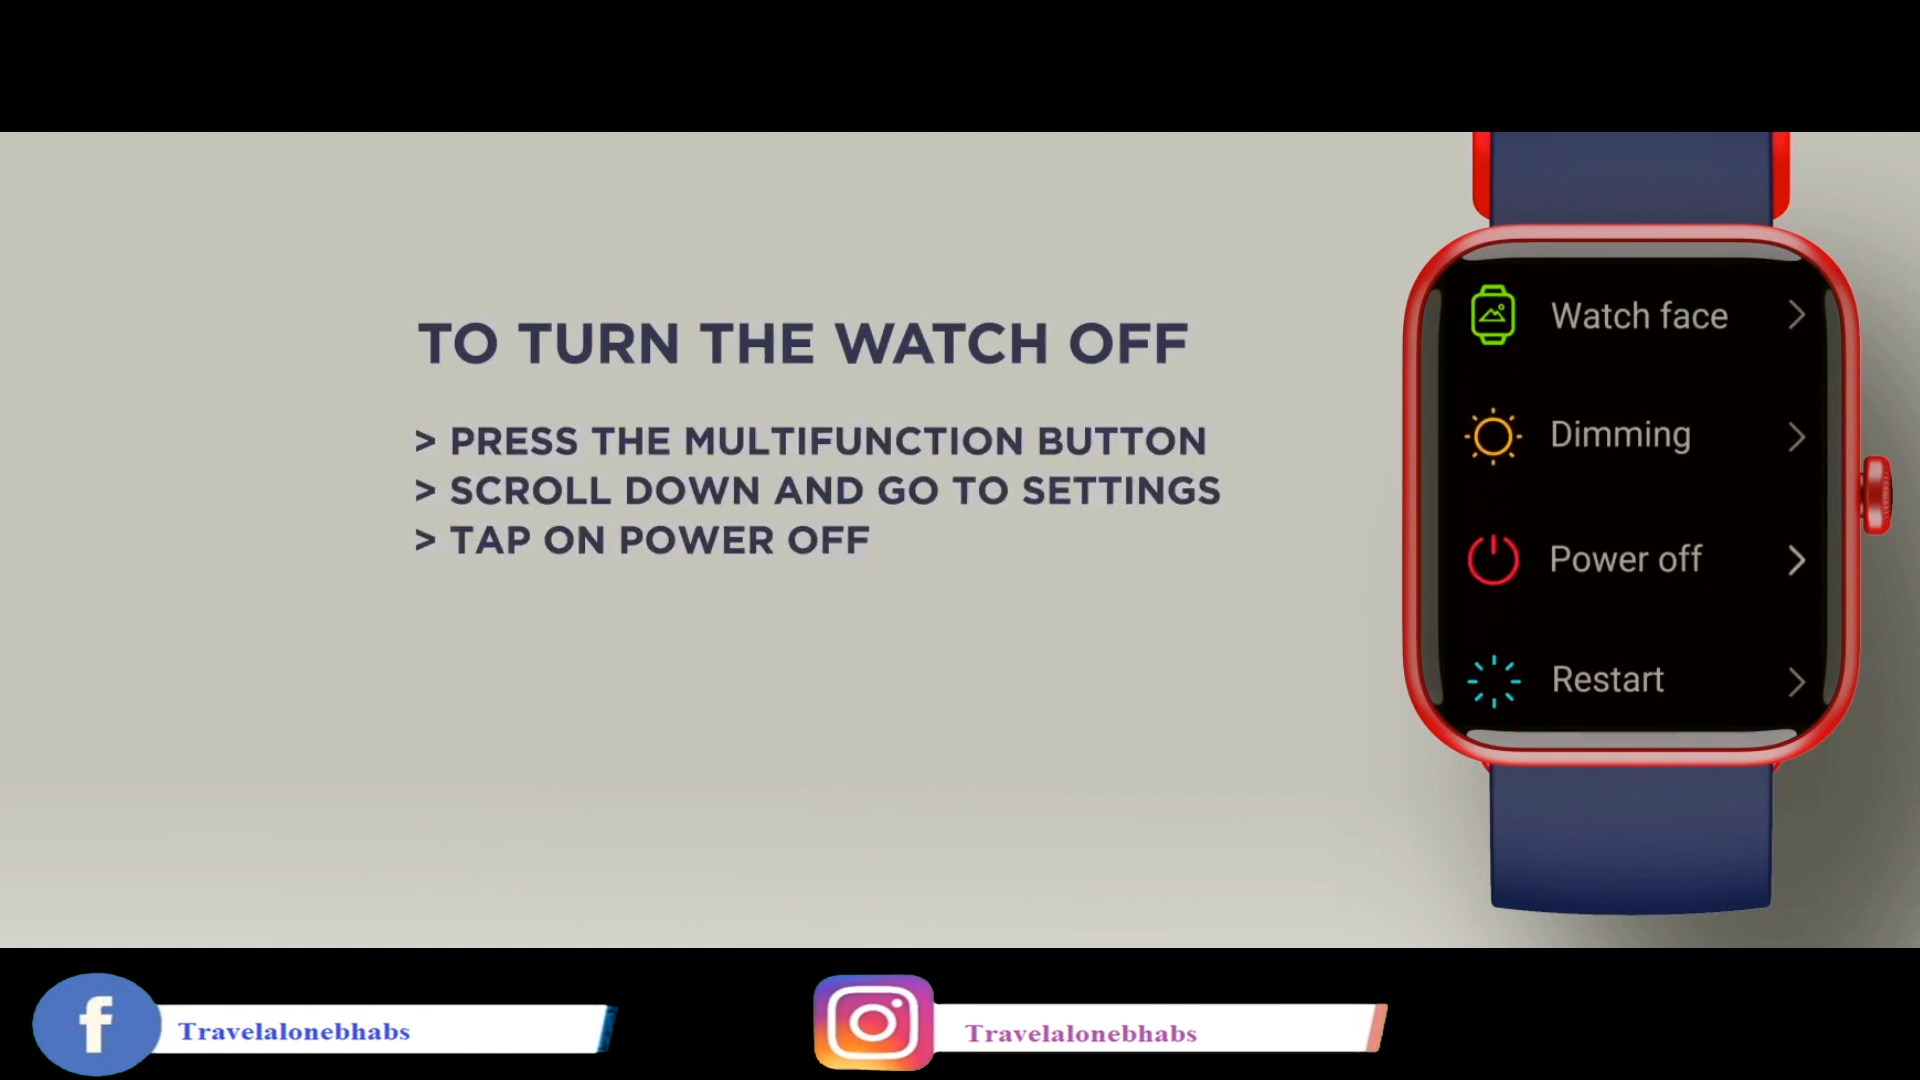 TO TURN THE WATCH OFF
> PRESS THE MULTIFUNCTION BUTTON
> SCROLL DOWN AND GO TO SETTINGS
> TAP ON POWER OFF
Watch face
Dimming
Power off
Restart
Travelalonebhabs
Travelalonebhabs